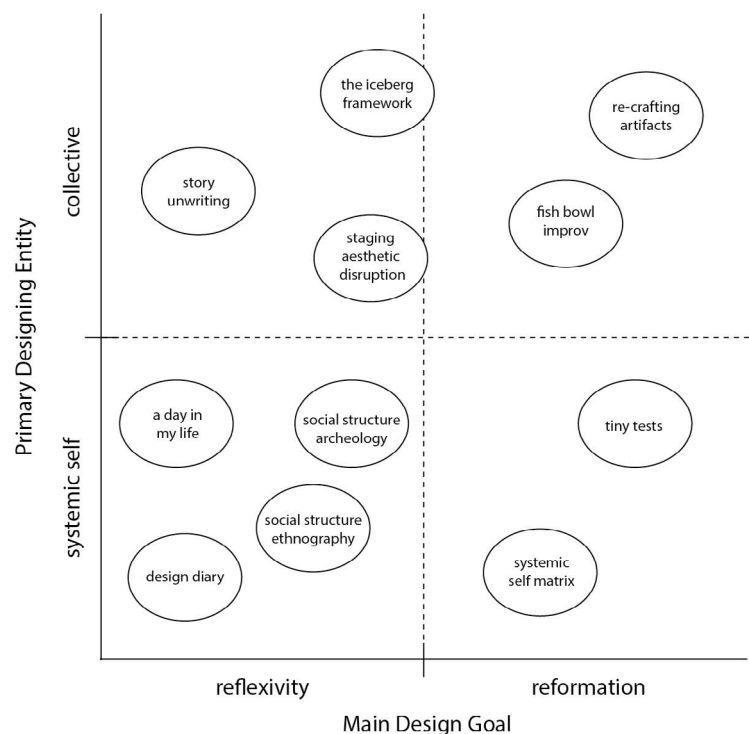 the iceberg
framework
re-crafting
artifacts
story
unwriting
fish bowl
improv
staging
aesthetic
disruption
collective
Primary Designing Entity
systemic self
a day in
my life
social structure
archeology
tiny tests
social structure
ethnography
design diary
systemic
self matrix
reflexivity
reformation
Main Design Goal